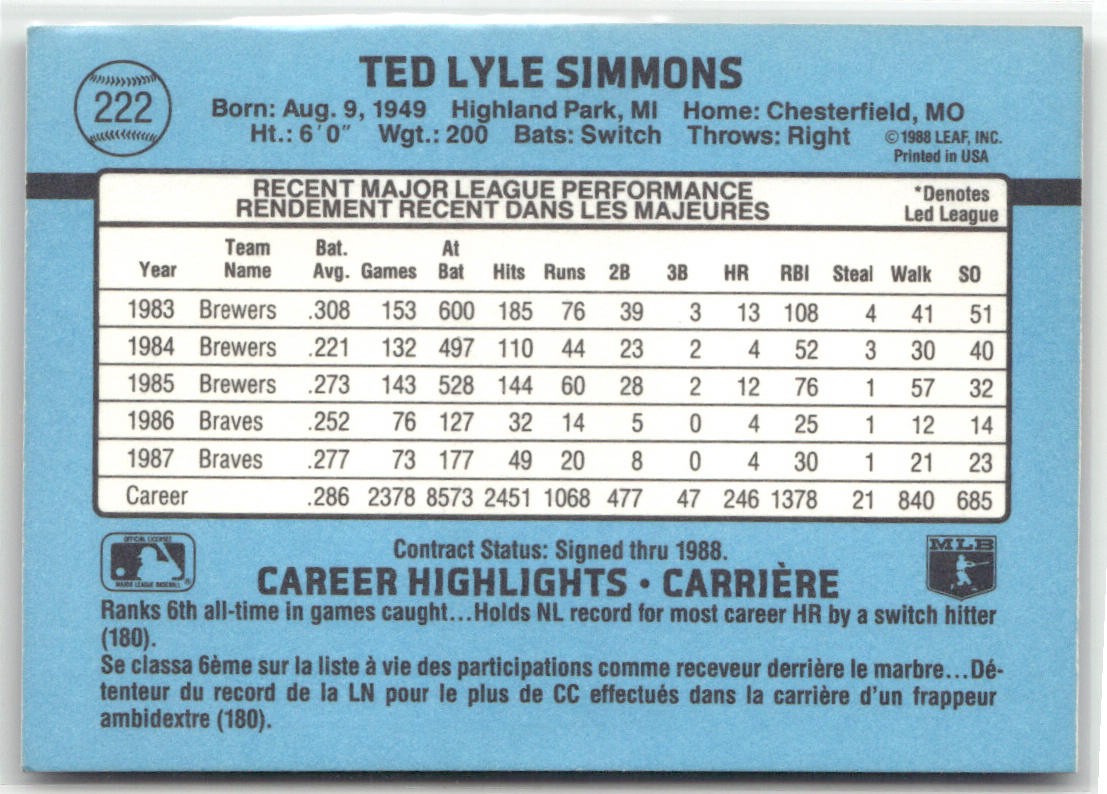 222
TED LYLE SIMMONS
Born: Aug. 9, 1949 Highland Park, MI Home: Chesterfield, MO
Ht.: 6'0" Wgt.: 200 Bats: Switch Throws: Right ©1988 LEAF, INC.
Printed in USA
RECENT MAJOR LEAGUE PERFORMANCE *Denotes
RENDEMENT RÉCENT DANS LES MAJEURES Led League
Team Bat. At
Year Name Avg. Games Bat Hits Runs 2B 3B HR RBI Steal Walk SO
1983 Brewers .308 153 600 185 76 39 3 13 108 4 41 51
1984 Brewers .221 132 497 110 44 23 2 4 52 3 30 40
1985 Brewers .273 143 528 144 60 28 2 12 76 1 57 32
1986 Braves .252 76 127 32 14 5 0 4 25 1 12 14
1987 Braves .277 73 177 49 20 8 0 4 30 1 21 23
Career .286 2378 8573 2451 1068 477 47 246 1378 21 840 685
OFFICIAL LICENSEE
MAJOR LEAGUE BASEBALL ®
Contract Status: Signed thru 1988.
MLB
CAREER HIGHLIGHTS • CARRIÈRE
Ranks 6th all-time in games caught...Holds NL record for most career HR by a switch hitter
(180).
Se classa 6ème sur la liste à vie des participations comme receveur derrière le marbre...Dé-
tenteur du record de la LN pour le plus de CC effectués dans la carrière d'un frappeur
ambidextre (180).